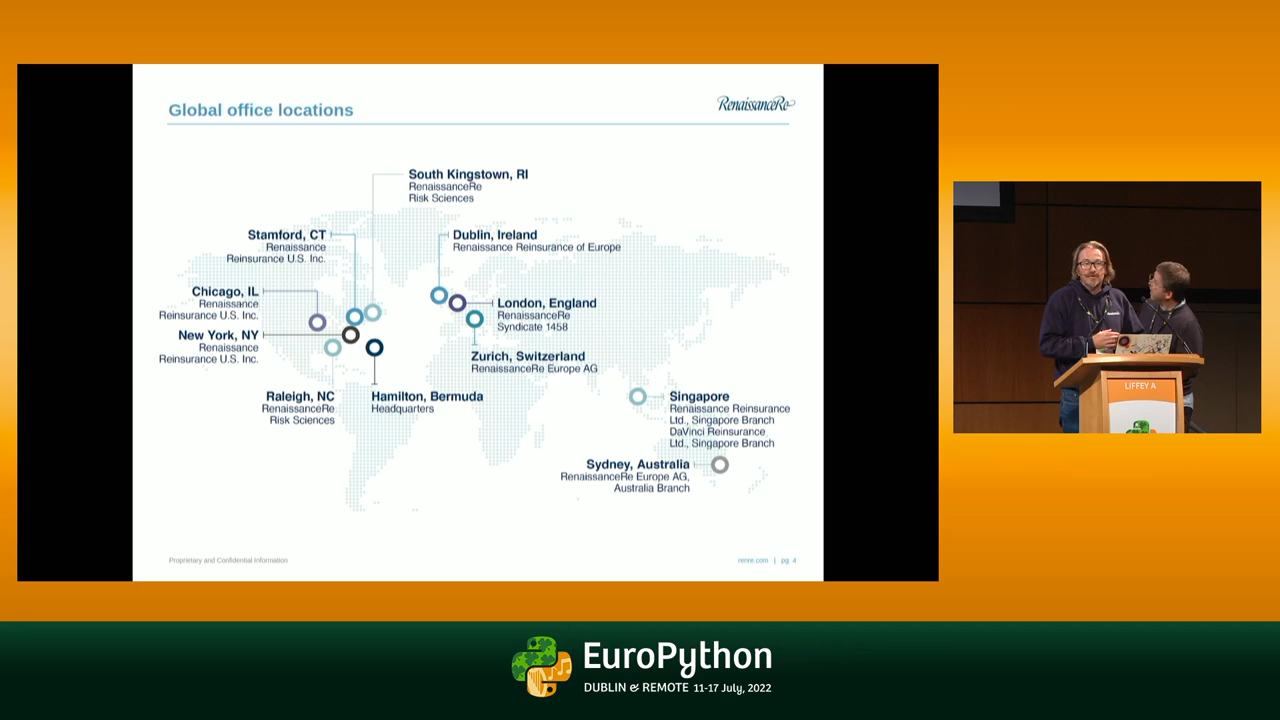 Global office locations
RenaissanceRe
South Kingstown, RI
RenaissanceRe
Risk Sciences
Stamford, CT
Renaissance
Reinsurance U.S. Inc.
Dublin, Ireland
Renaissance Reinsurance of Europe
Chicago, IL
Renaissance
Reinsurance U.S. Inc.
London, England
RenaissanceRe
Syndicate 1458
New York, NY
Renaissance
Reinsurance U.S. Inc.
Zurich, Switzerland
RenaissanceRe Europe AG
Raleigh, NC
RenaissanceRe
Risk Sciences
Hamilton, Bermuda
Headquarters
Singapore
Renaissance Reinsurance
Ltd., Singapore Branch
DaVinci Reinsurance
Ltd., Singapore Branch
Sydney, Australia
RenaissanceRe Europe AG,
Australia Branch
Proprietary and Confidential Information
renre.com | pg 4
LIFFEY A
EuroPython
DUBLIN & REMOTE 11-17 July, 2022